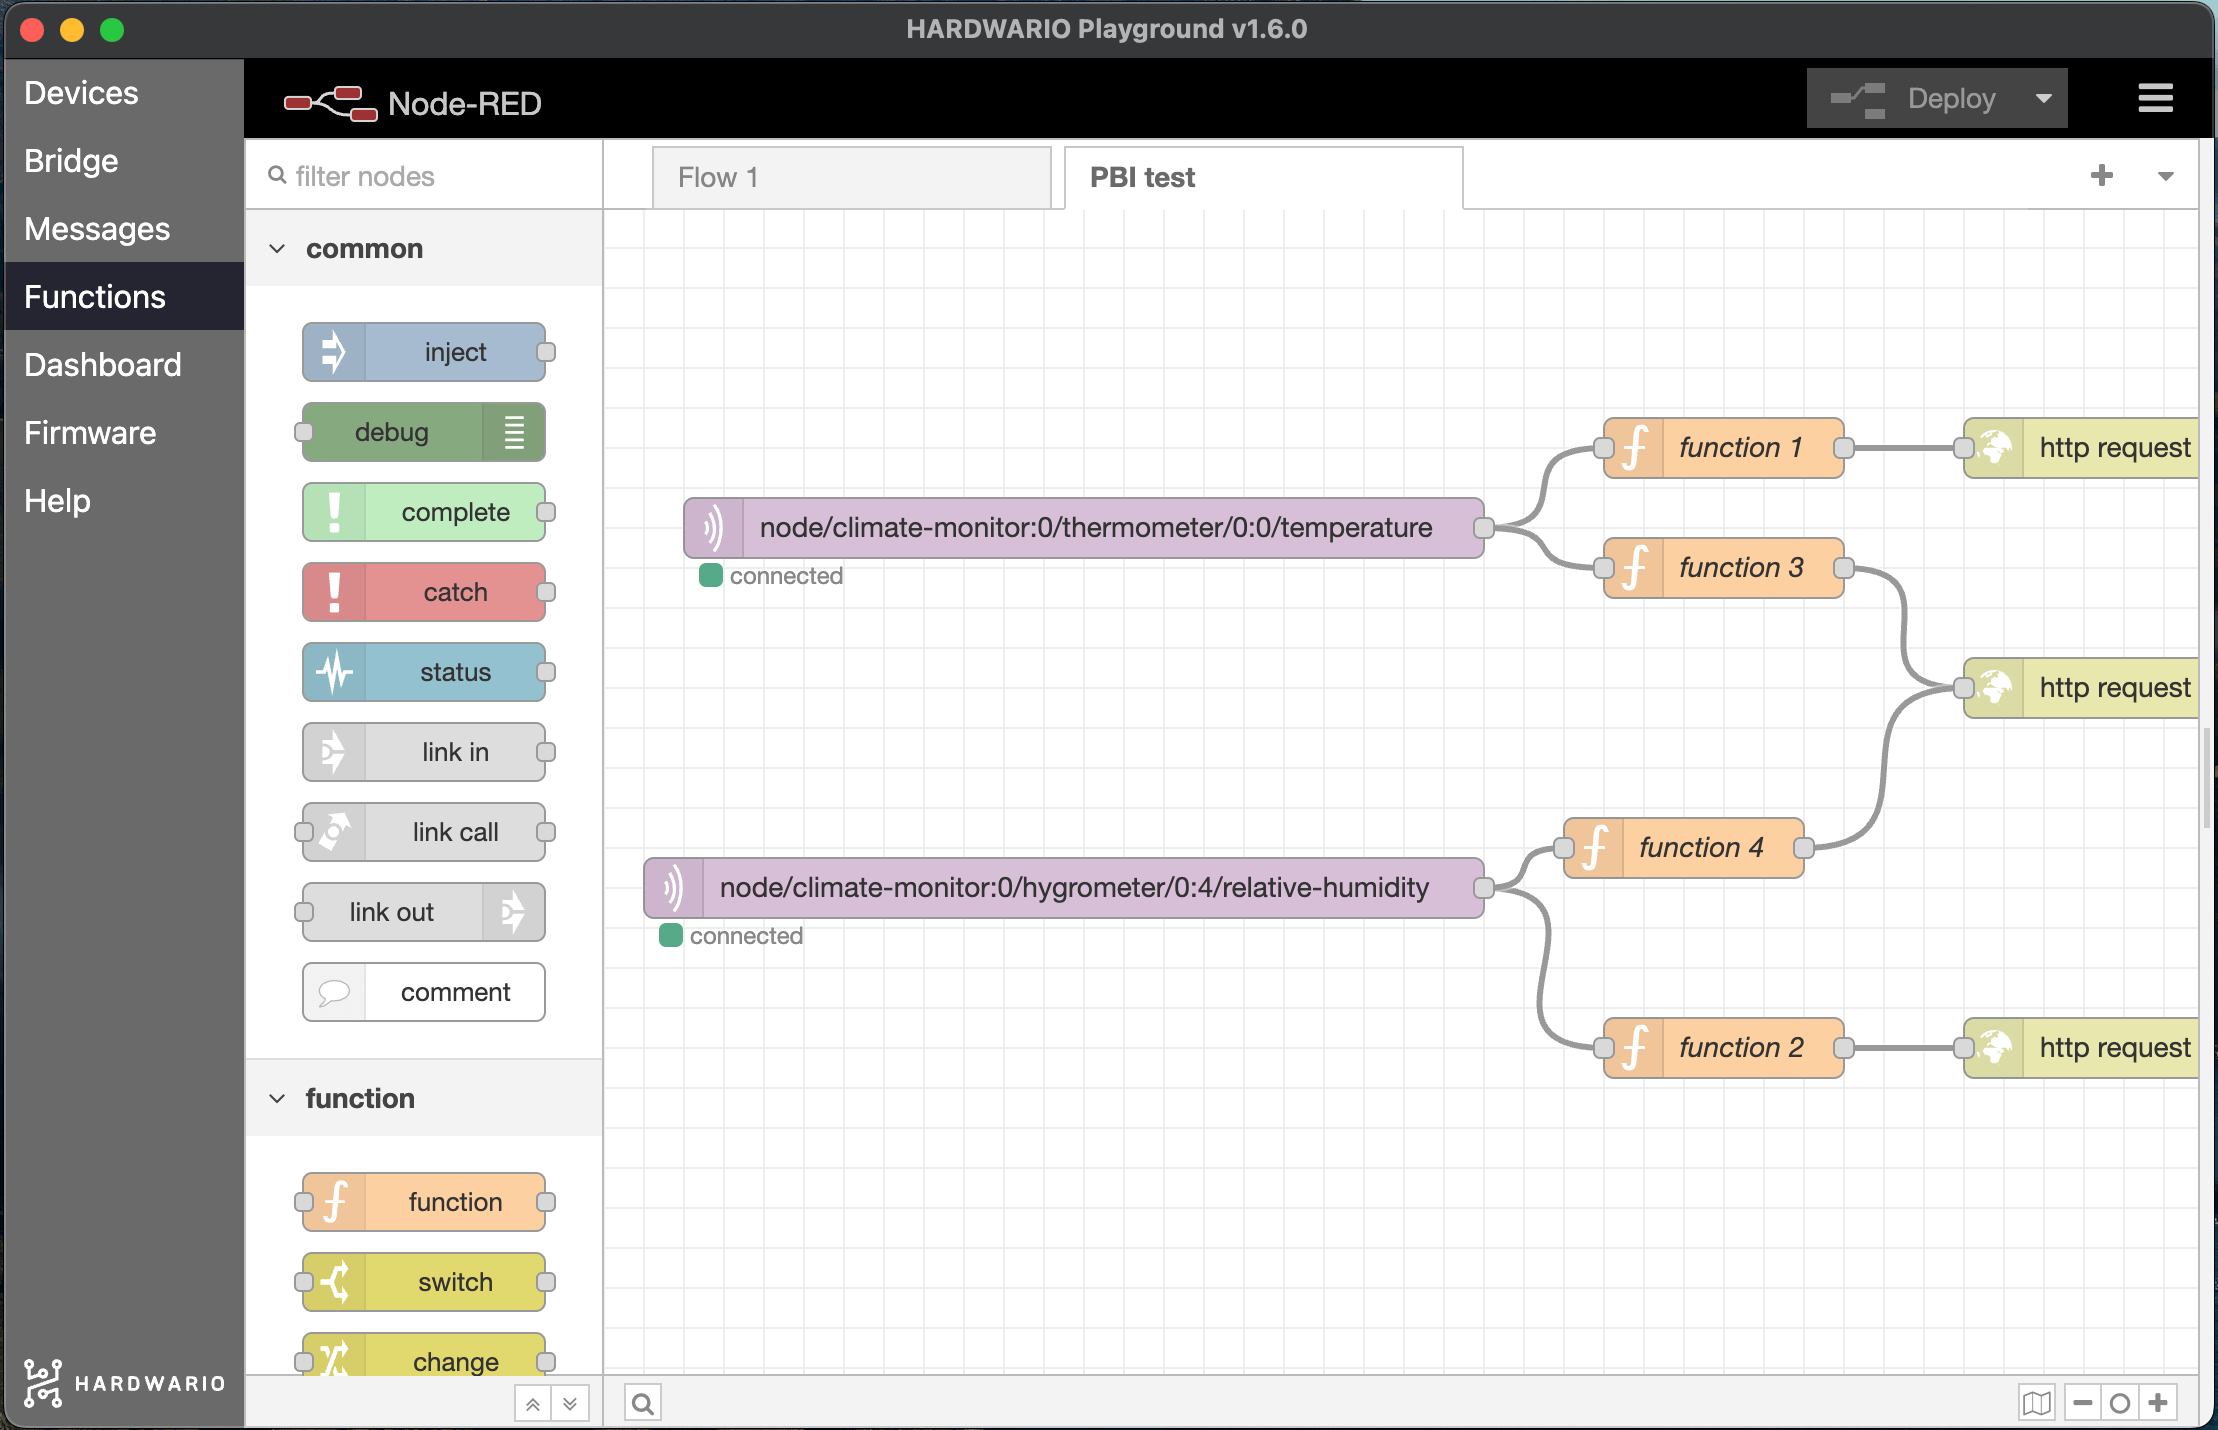 HARDWARIO Playground v1.6.0
Devices
Bridge
Messages
Functions
Dashboard
Firmware
Help
HARDWARIO
Node-RED
Deploy
filter nodes
common
inject
debug
complete
catch
status
link in
link call
link out
comment
function
function
switch
change
Flow 1
PBI test
node/climate-monitor:0/thermometer/0:0/temperature
connected
function 1
http request
function 3
http request
node/climate-monitor:0/hygrometer/0:4/relative-humidity
connected
function 4
function 2
http request